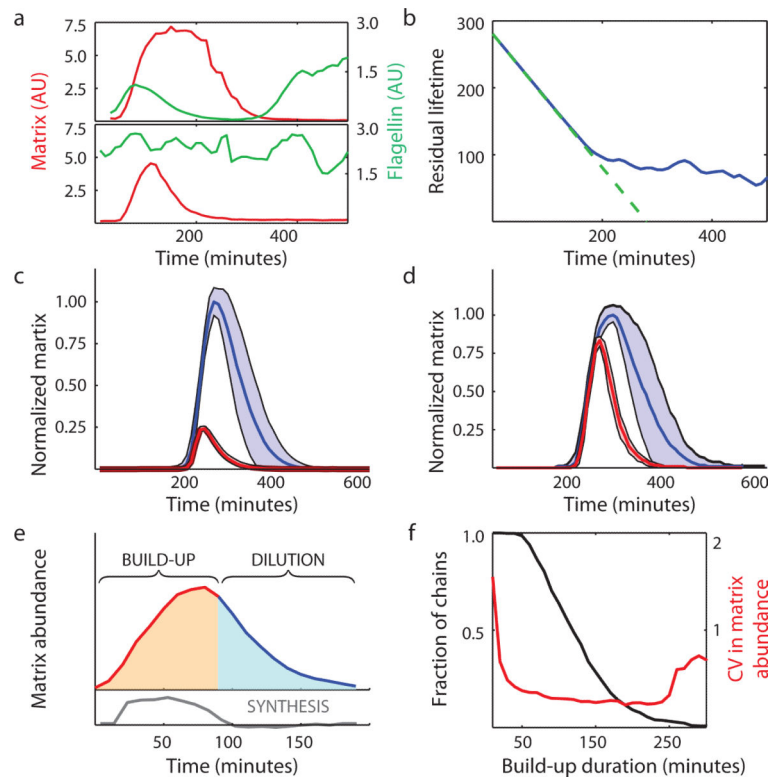 a
7.5
5.0
2.5
3.0
1.5
7.5
5.0
2.5
3.0
1.5
Matrix (AU)
Flagellin (AU)
200
400
Time (minutes)
b
300
200
100
Residual lifetime
0
200
400
Time (minutes)
c
1.00
0.75
0.50
0.25
Normalized martix
200
400
600
Time (minutes)
d
1.00
0.75
0.50
0.25
Normalized matrix
200
400
600
Time (minutes)
e
BUILD-UP
DILUTION
Matrix abundance
SYNTHESIS
50
100
150
Time (minutes)
f
1.0
0.5
2
1
Fraction of chains
CV in matrix
abundance
50
150
250
Build-up duration (minutes)